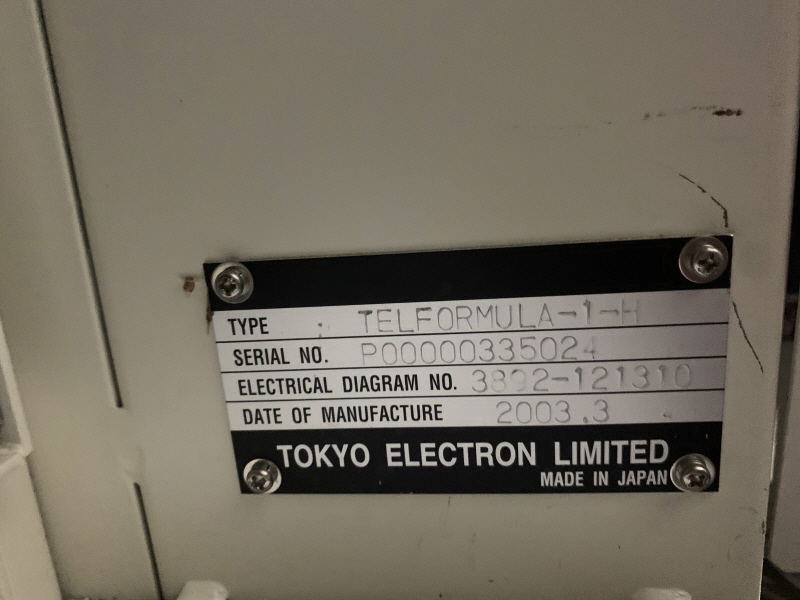 TYPE : TELFORMULA-1-H
SERIAL NO. P00000335024
ELECTRICAL DIAGRAM NO. 3892-121310
DATE OF MANUFACTURE 2003.3
TOKYO ELECTRON LIMITED
MADE IN JAPAN